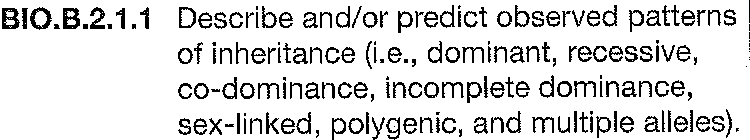 BIO.B.2.1.1 Describe and/or predict observed patterns
of inheritance (i.e., dominant, recessive,
co-dominance, incomplete dominance,
sex-linked, polygenic, and multiple alleles).